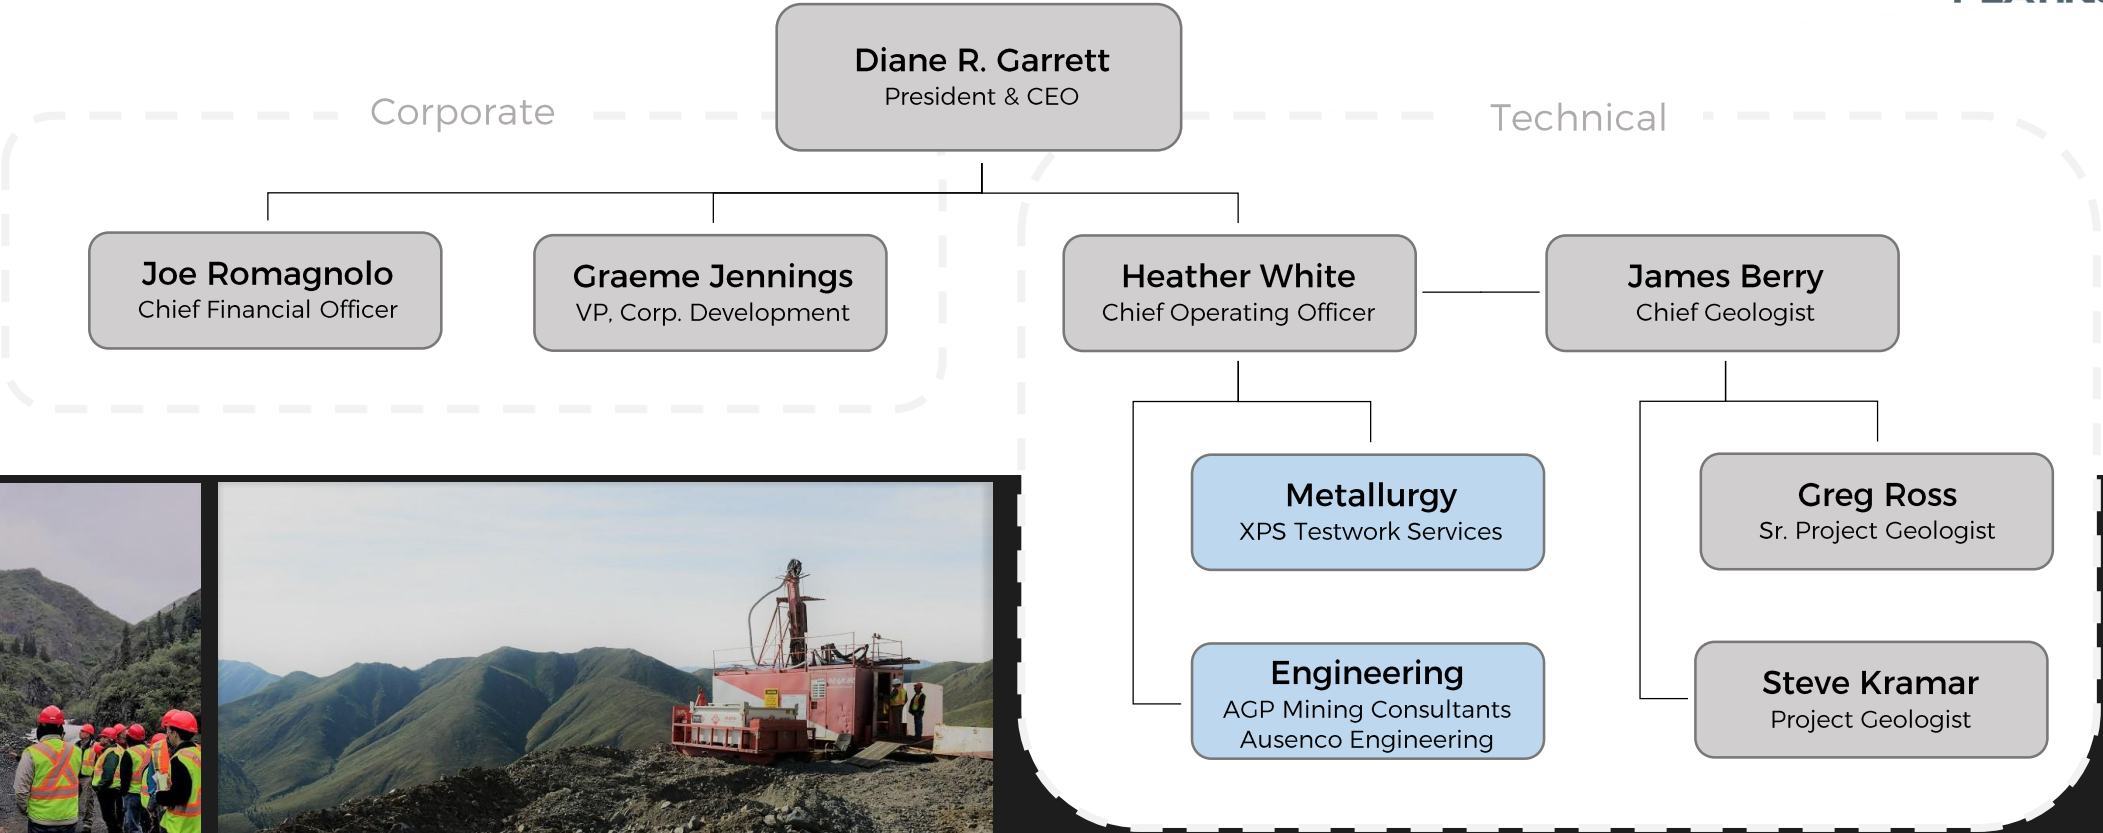 Diane R. Garrett
President & CEO
Corporate
Technical
Joe Romagnolo
Chief Financial Officer
Graeme Jennings
VP, Corp. Development
Heather White
Chief Operating Officer
James Berry
Chief Geologist
Metallurgy
XPS Testwork Services
Greg Ross
Sr. Project Geologist
Engineering
AGP Mining Consultants
Ausenco Engineering
Steve Kramar
Project Geologist